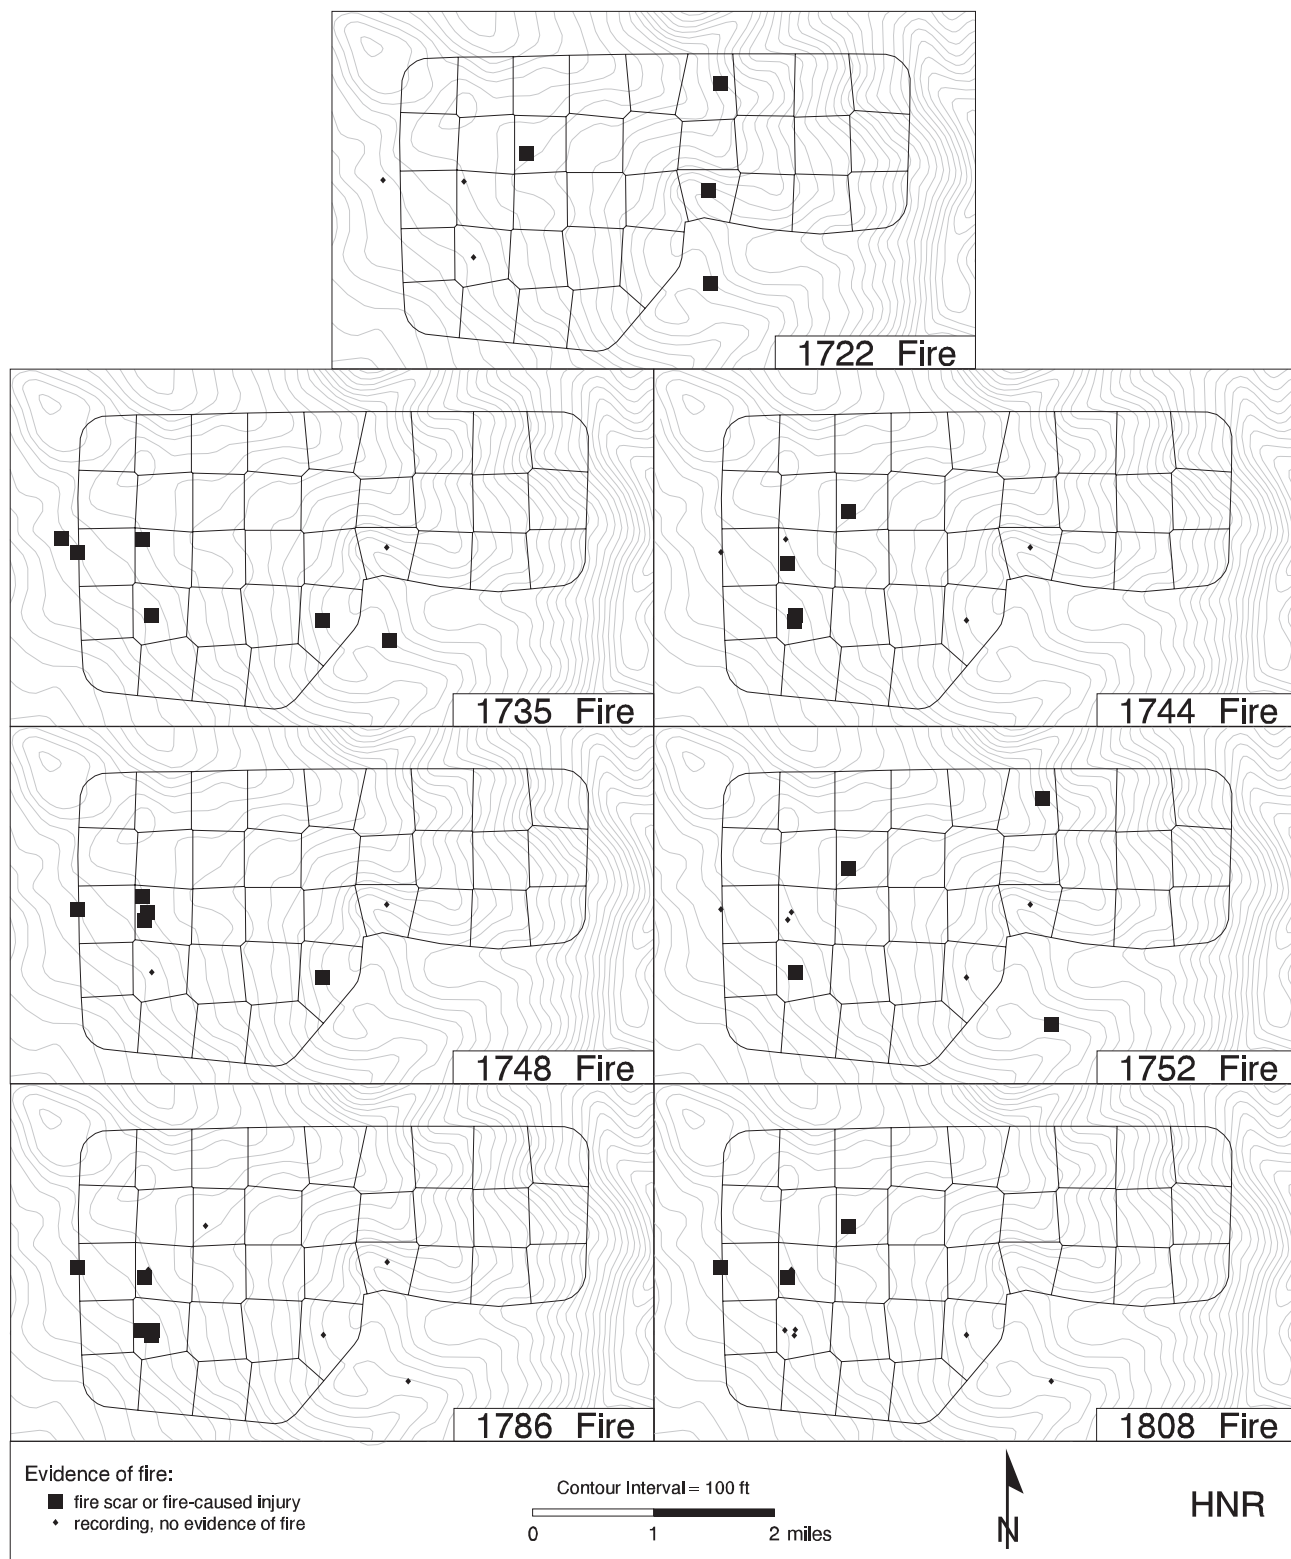 1722 Fire
1735 Fire
1744 Fire
1748 Fire
1752 Fire
1786 Fire
1808 Fire
Evidence of fire:
fire scar or fire-caused injury
recording, no evidence of fire
Contour Interval = 100 ft
0 1 2 miles
N
HNR